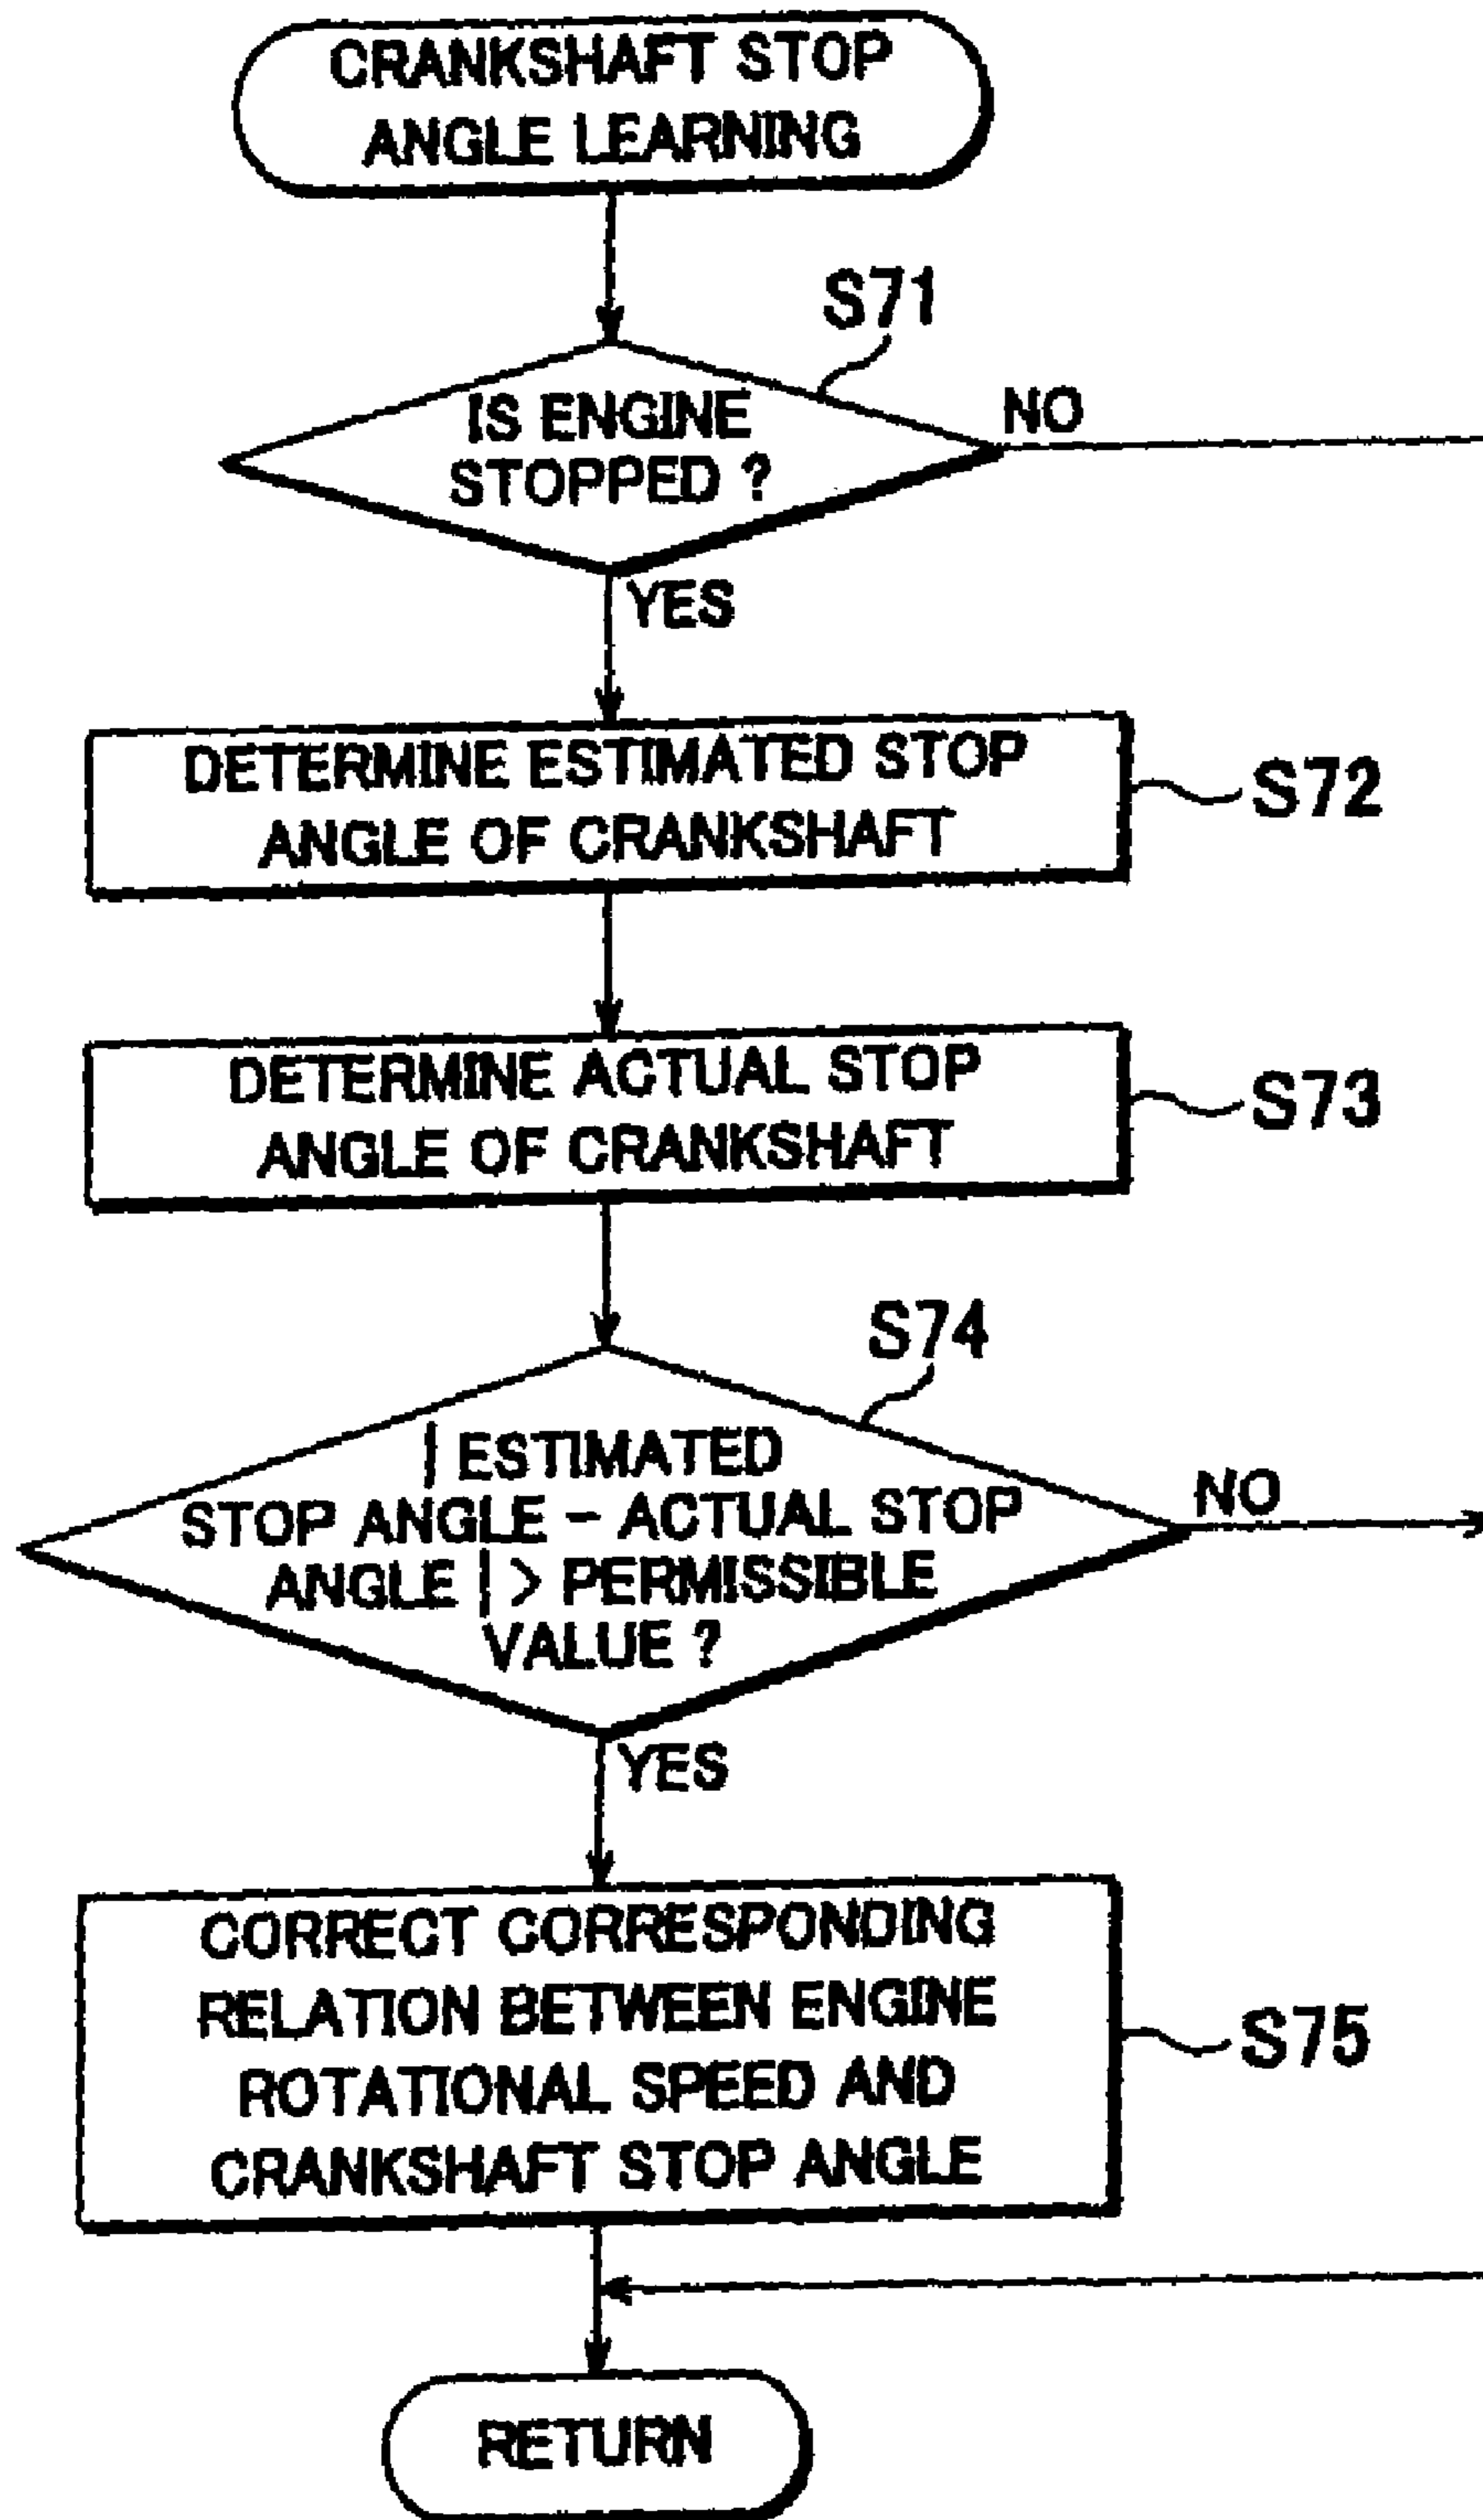 CRANKSHAFT STOP
ANGLE LEARNING
S71
IS ENGINE
STOPPED ?
NO
YES
DETERMINE ESTIMATED STOP
ANGLE OF CRANKSHAFT
S72
DETERMINE ACTUAL STOP
ANGLE OF CRANKSHAFT
S73
S74
| ESTIMATED
STOP ANGLE - ACTUAL STOP
ANGLE | > PERMISSIBLE
VALUE ?
NO
YES
CORRECT CORRESPONDING
RELATION BETWEEN ENGINE
ROTATIONAL SPEED AND
CRANKSHAFT STOP ANGLE
S75
RETURN